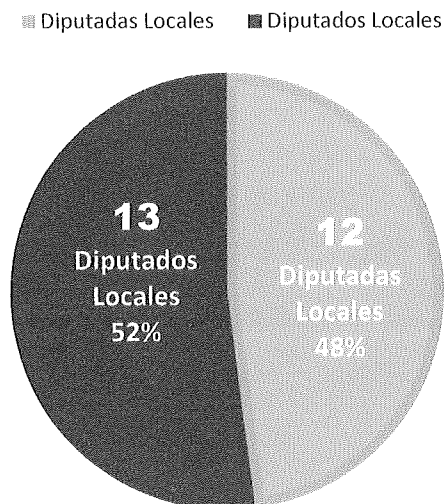 Diputadas Locales Diputados Locales
13
Diputados
Locales
52%
12
Diputadas
Locales
48%